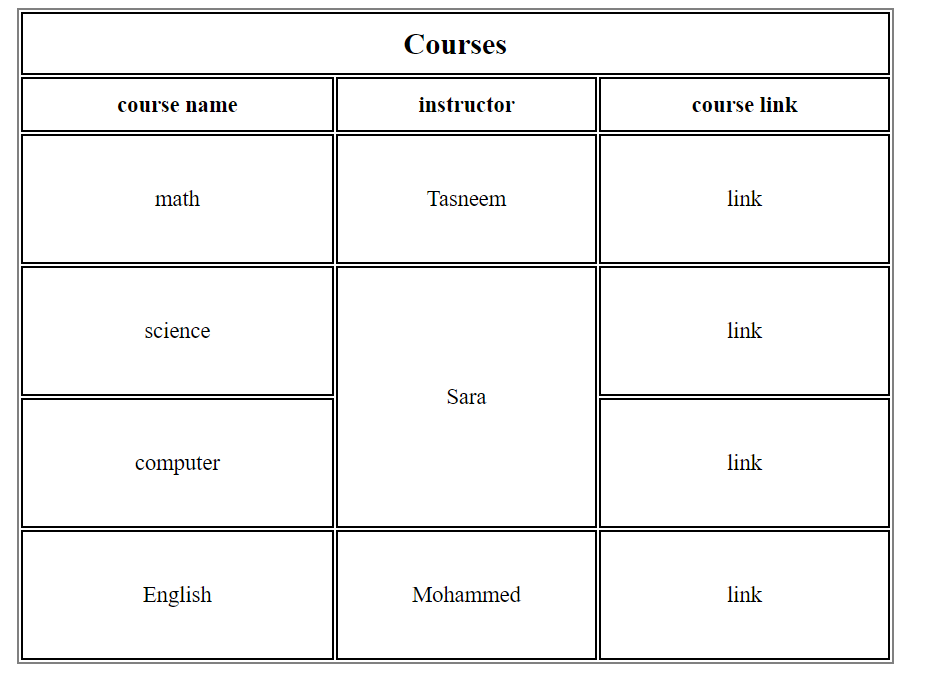 Courses
course name instructor course link
math Tasneem link
science link
Sara
computer link
English Mohammed link